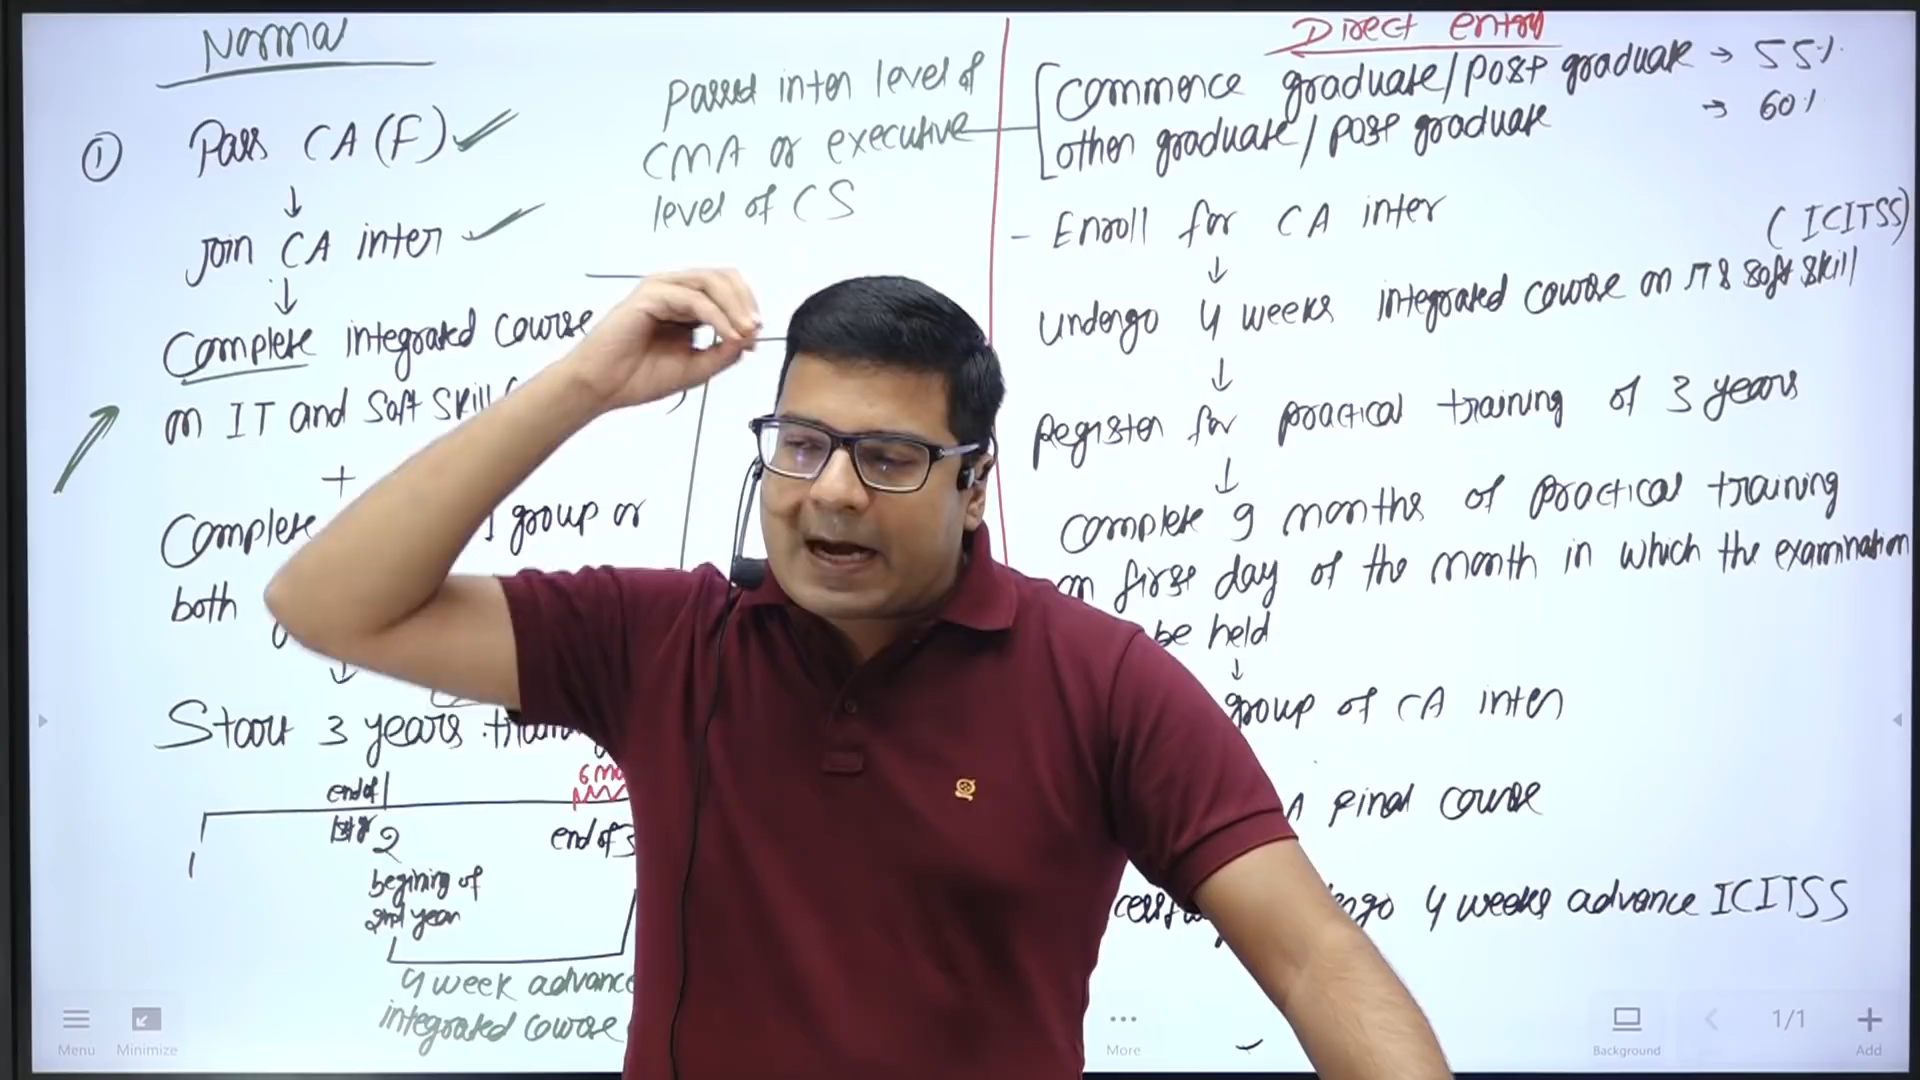 Normal
① Pass CA (F)
Join CA inter
Complete integrated course
on IT and Soft Skill (
+
Complete
1 group or
both
Start 3 years
end of
1st yr
1
2
6 mo
end of 3
begining of
2nd year
4 week advance
integrated course
Passed inter level of
CMA or executive
level of CS
Direct entry
Commerce graduate/post graduate → 55%
other graduate/post graduate → 60%
- Enroll for CA inter
(ICITSS)
undergo 4 weeks integrated course on IT & soft skill
Register for practical training of 3 years
complete 9 months of practical training
on first day of the month in which the examination
be held
group of CA inter
A final course
4 weeks advance ICITSS
Menu
Minimize
More
Background
1/1
Add